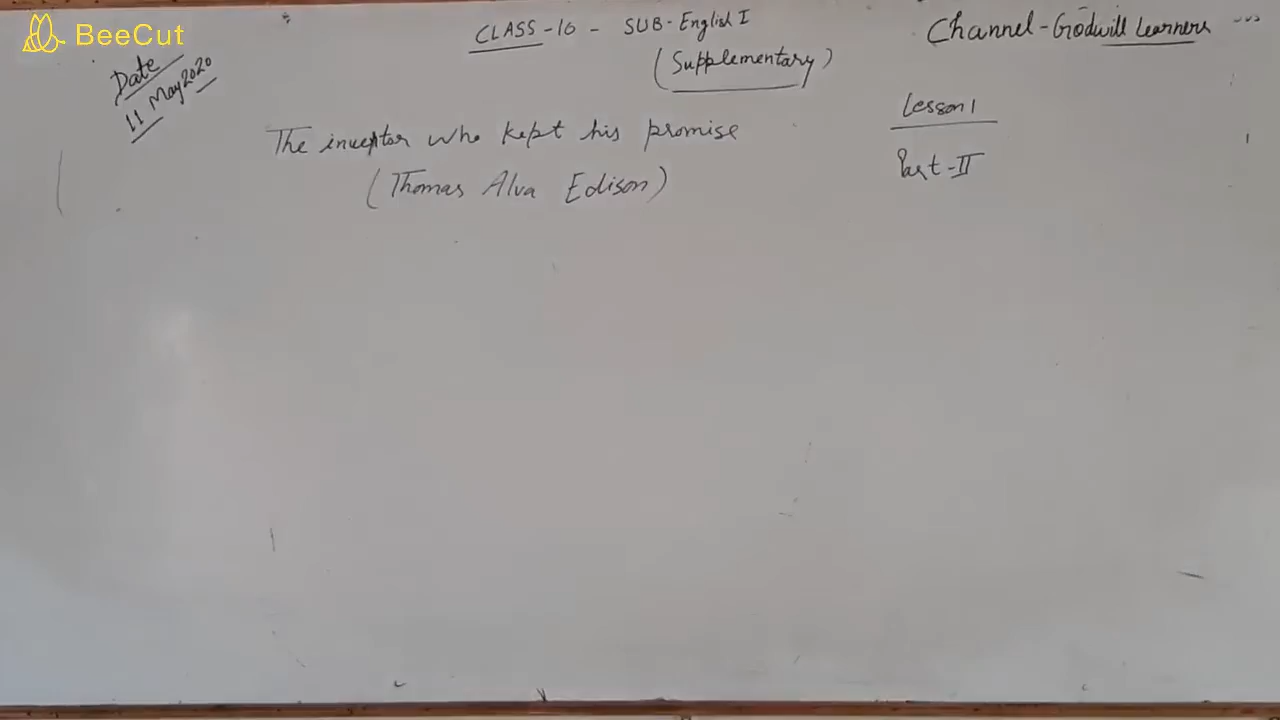 BeeCut
CLASS-10 - SUB-English I
(Supplementary)
Channel-Godwill Learners ...
Date
11 May 2020
Lesson 1
Part-II
The inventor who kept his promise
(Thomas Alva Edison)